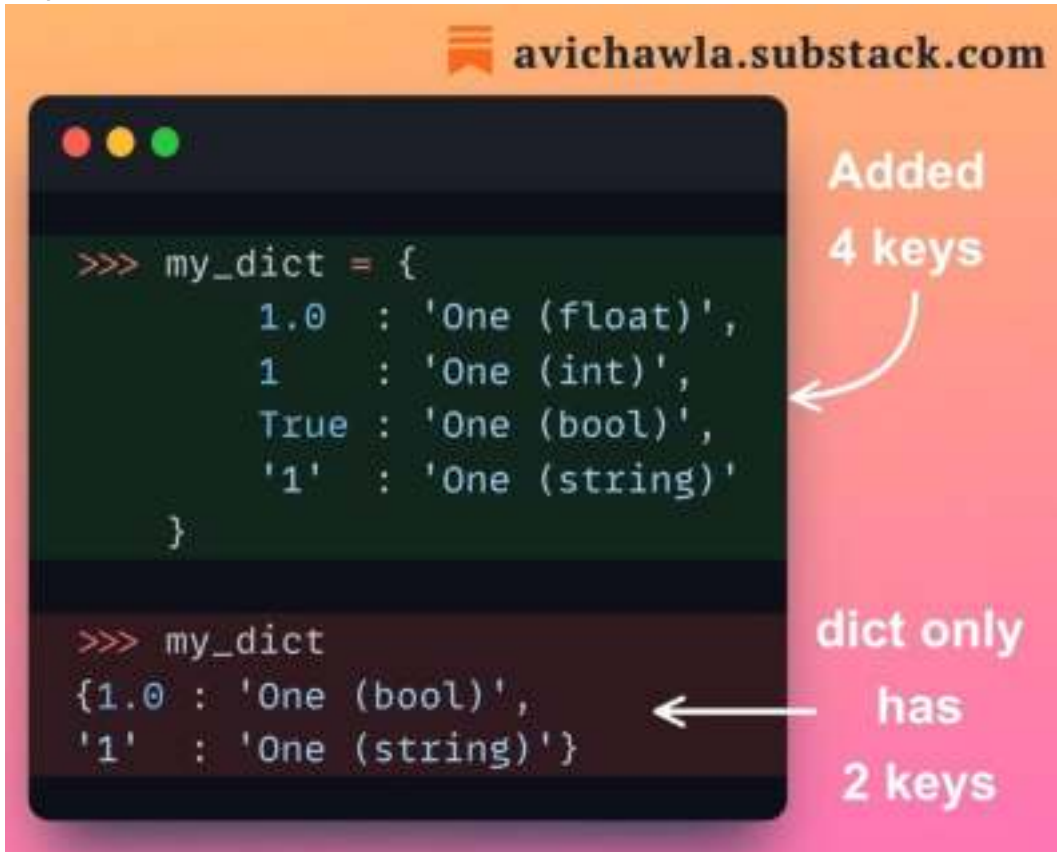 avichawla.substack.com
Added
4 keys
>>> my_dict = {
1.0 : 'One (float)',
1 : 'One (int)',
True : 'One (bool)',
'1' : 'One (string)'
}
>>> my_dict
{1.0 : 'One (bool)',
'1' : 'One (string)'}
dict only
has
2 keys